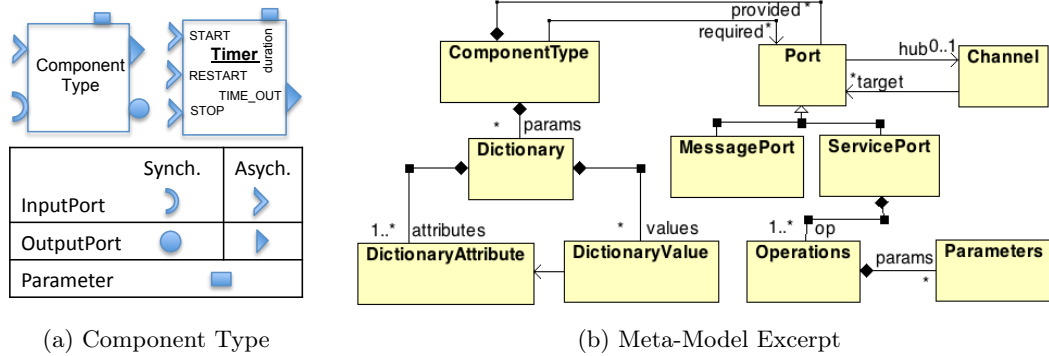 Component
Type
START
Timer
duration
RESTART
TIME_OUT
STOP
Synch. Asych.
InputPort
OutputPort
Parameter
(a) Component Type
provided *
required*
ComponentType
Port
hub 0..1
Channel
*target
* params
Dictionary
MessagePort
ServicePort
1..* attributes
* values
1..* op
DictionaryAttribute
DictionaryValue
Operations
params
*
Parameters
(b) Meta-Model Excerpt